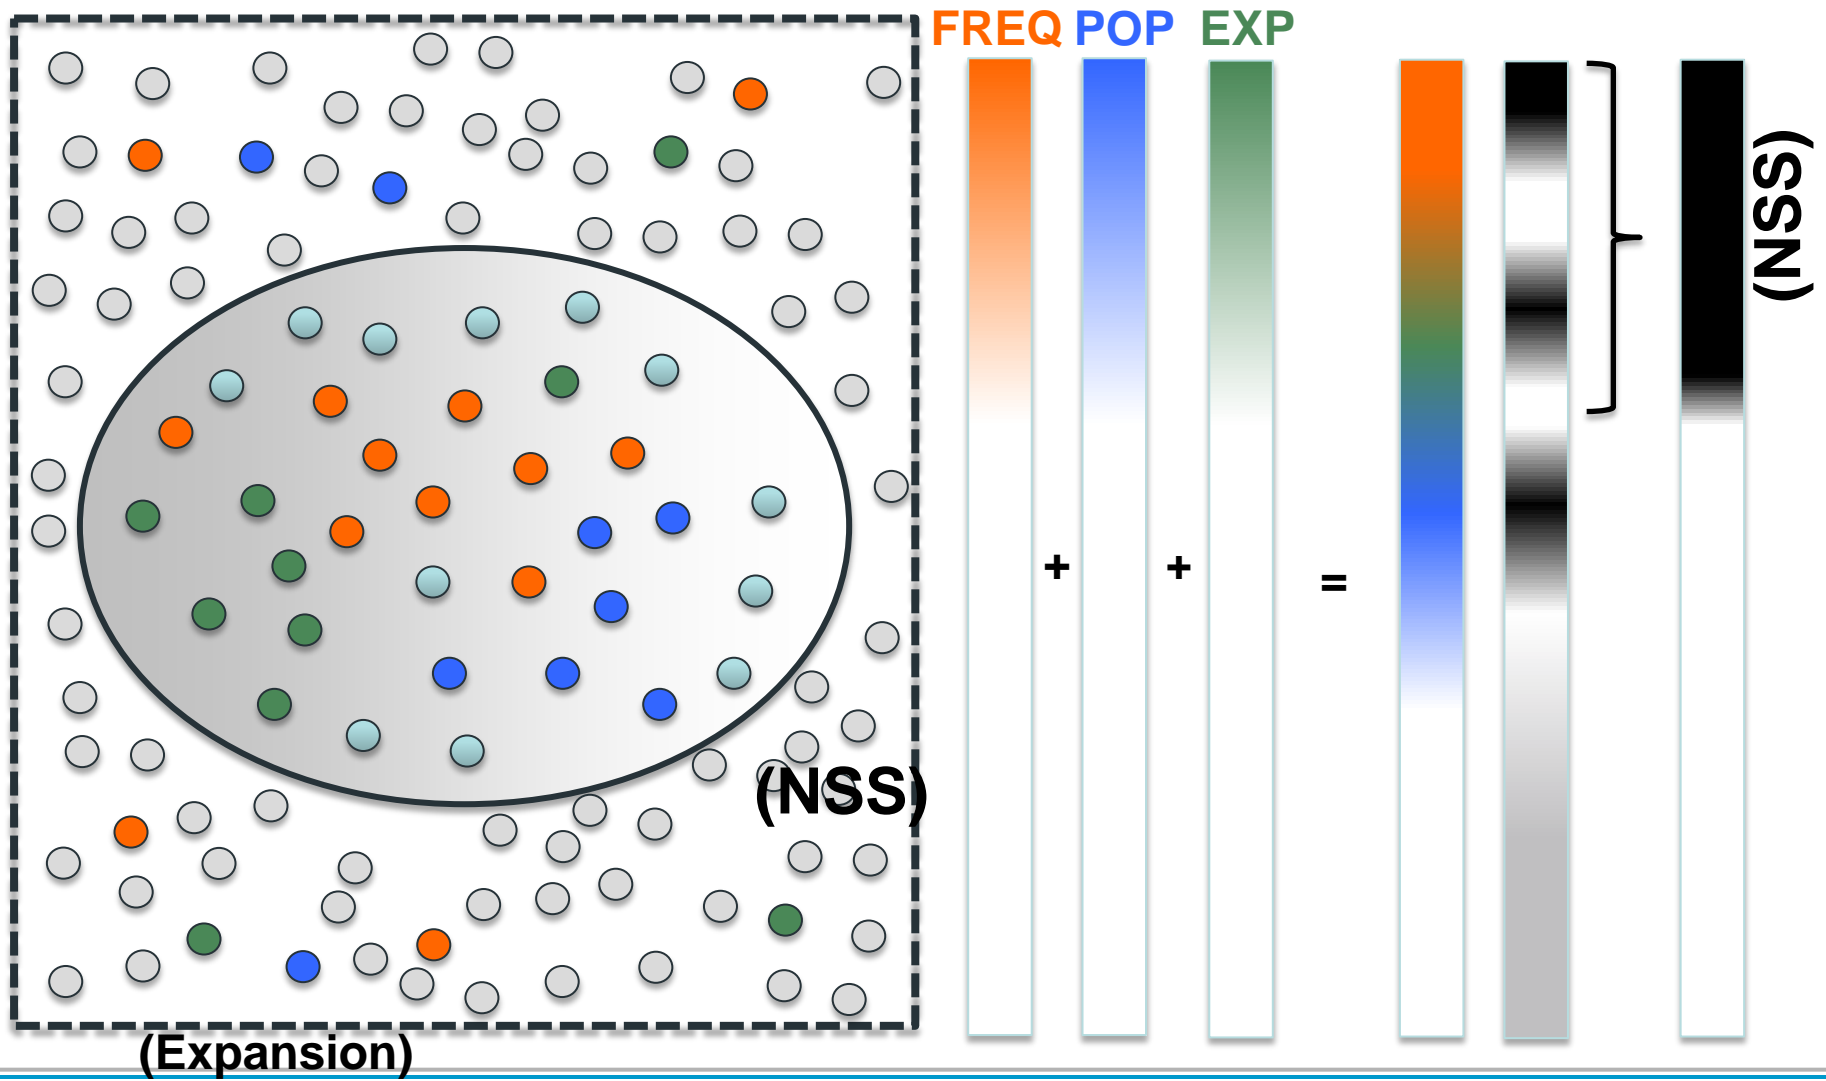 FREQ POP EXP
(NSS)
+ + =
(NSS)
(Expansion)